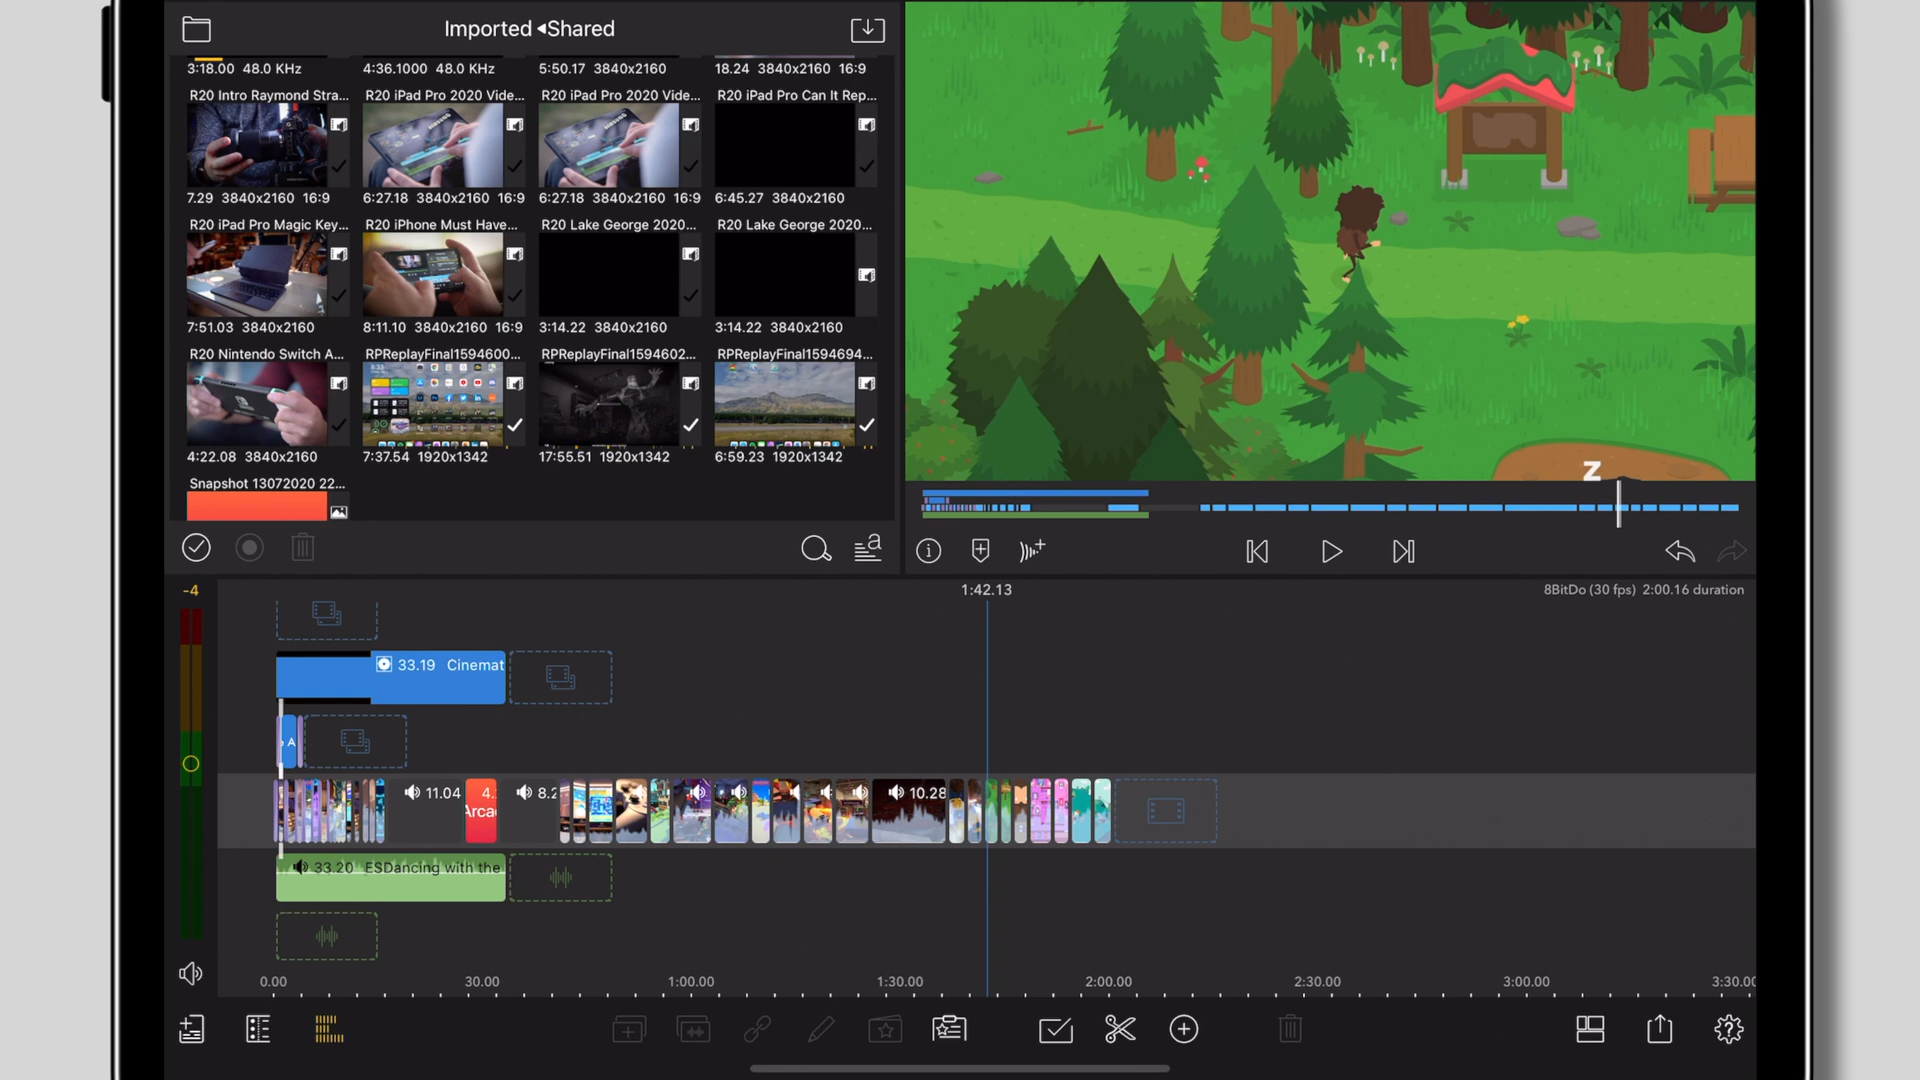 Imported ◂Shared
3:18.00 48.0 KHz
4:36.1000 48.0 KHz
5:50.17 3840x2160
18.24 3840x2160 16:9
R20 Intro Raymond Stra...
R20 iPad Pro 2020 Vide...
R20 iPad Pro 2020 Vide...
R20 iPad Pro Can It Rep...
7.29 3840x2160 16:9
6:27.18 3840x2160 16:9
6:27.18 3840x2160 16:9
6:45.27 3840x2160
R20 iPad Pro Magic Key...
R20 iPhone Must Have...
R20 Lake George 2020...
R20 Lake George 2020...
7:51.03 3840x2160
8:11.10 3840x2160 16:9
3:14.22 3840x2160
3:14.22 3840x2160
R20 Nintendo Switch A...
RPReplayFinal1594600...
RPReplayFinal1594602...
RPReplayFinal1594694...
4:22.08 3840x2160
7:37.54 1920x1342
17:55.51 1920x1342
6:59.23 1920x1342
Snapshot 13072020 22...
Z
-4
1:42.13
8BitDo (30 fps) 2:00.16 duration
33.19 Cinemat
A
11.04
4.
Arca
8.2
10.28
33.20 ESDancing with the
0.00
30.00
1:00.00
1:30.00
2:00.00
2:30.00
3:00.00
3:30.00